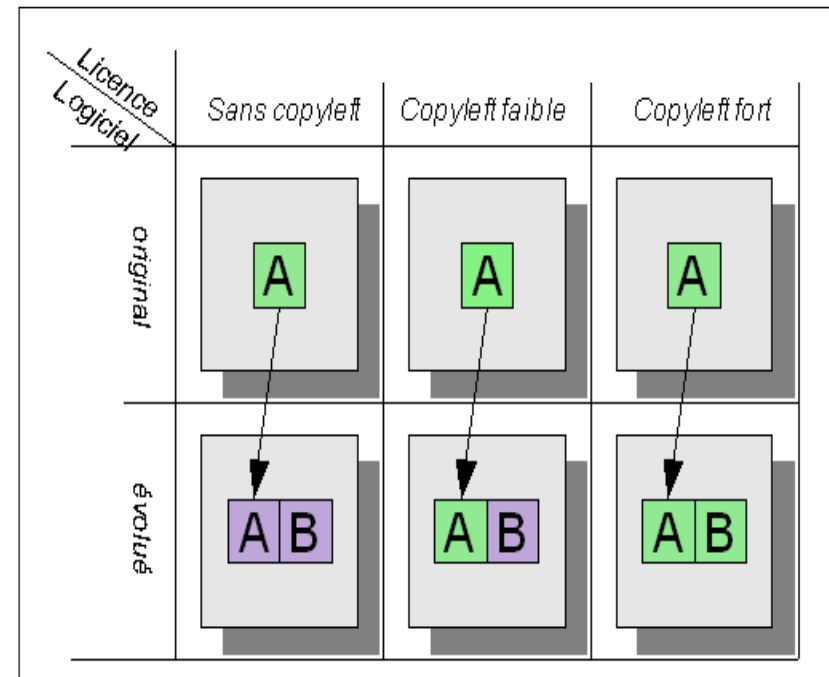 Licence
Logiciel
Sans copyleft
Copyleft faible
Copyleft fort
original
A
A
A
évolué
A B
A B
A B